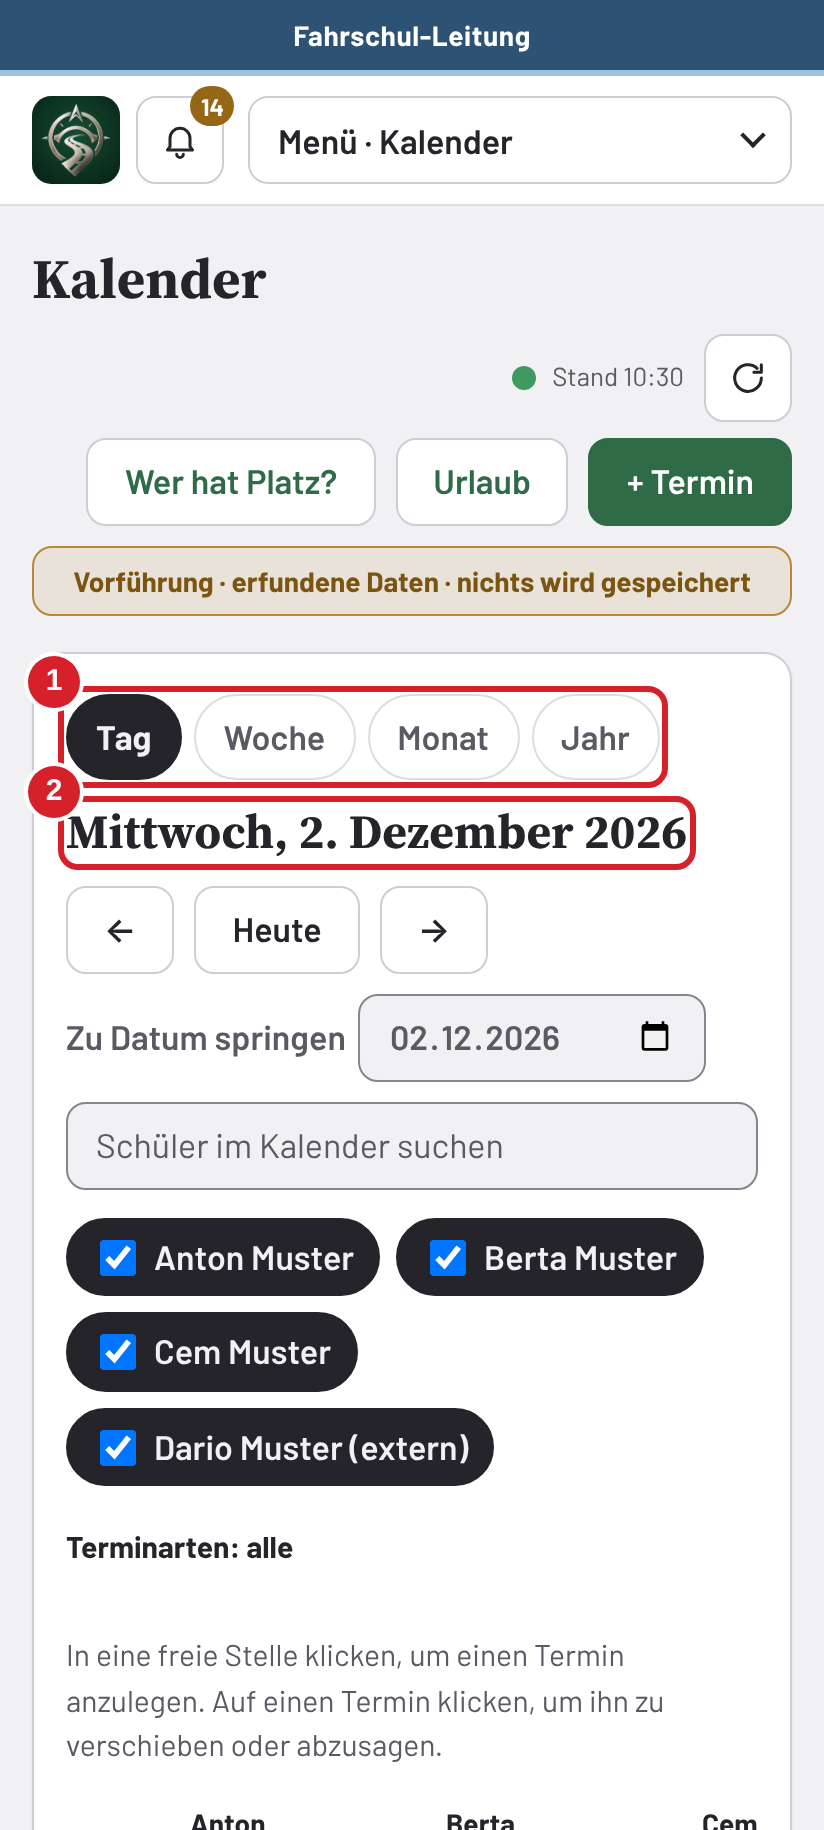 Fahrschul-Leitung
14
Menü · Kalender
Kalender
Stand 10:30
Wer hat Platz?
Urlaub
+ Termin
Vorführung · erfundene Daten · nichts wird gespeichert
1
Tag
Woche
Monat
Jahr
2
Mittwoch, 2. Dezember 2026
←
Heute
→
Zu Datum springen
02.12.2026
Schüler im Kalender suchen
Anton Muster
Berta Muster
Cem Muster
Dario Muster (extern)
Terminarten: alle
In eine freie Stelle klicken, um einen Termin
anzulegen. Auf einen Termin klicken, um ihn zu
verschieben oder abzusagen.
Anton
Berta
Cem